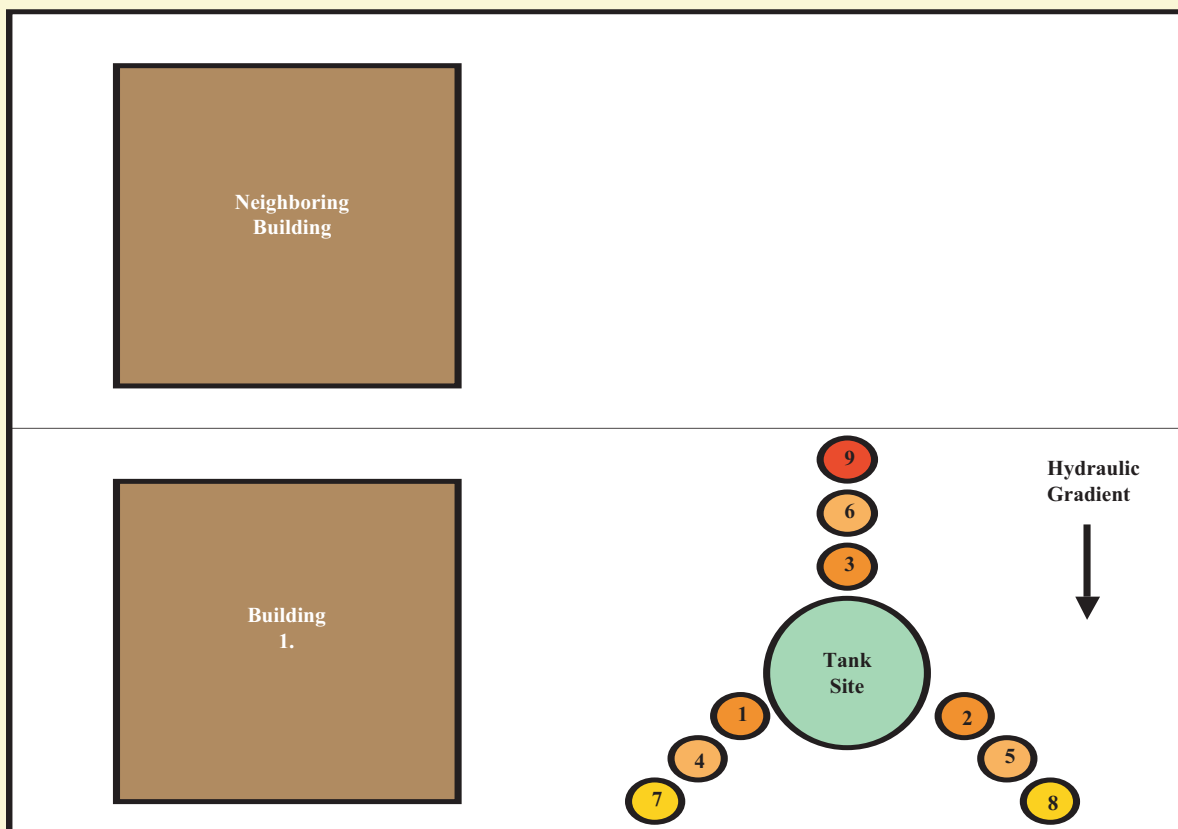 Neighboring
Building
9
Hydraulic
Gradient
6
3
Building
1.
Tank
Site
1
2
4
5
7
8